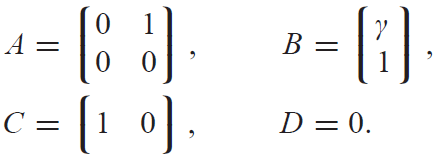 A = [ 0 1 ; 0 0 ] , B = [ γ ; 1 ] ,
C = [ 1 0 ] , D = 0.